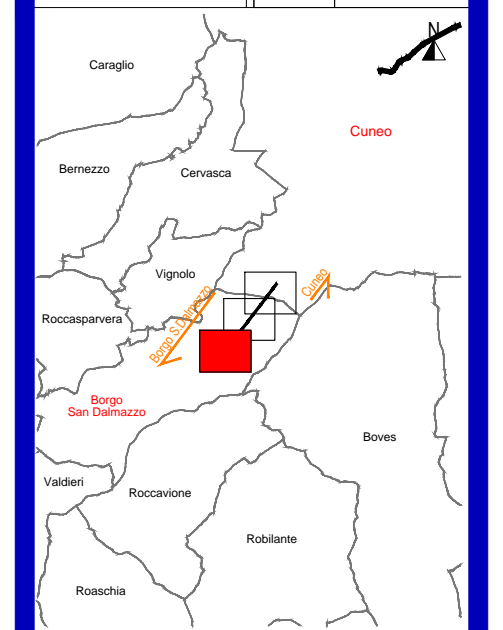 N
Caraglio
Cuneo
Bernezzo
Cervasca
Vignolo
Cuneo
Roccasparvera
Borgo S.Dalmazzo
Borgo
San Dalmazzo
Boves
Valdieri
Roccavione
Robilante
Roaschia